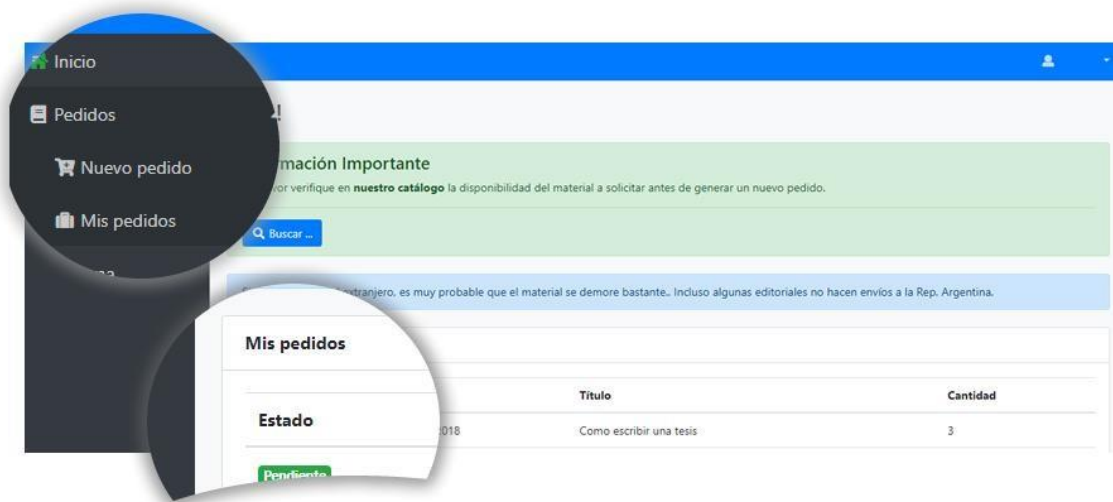 Inicio
Pedidos
Nuevo pedido
Mis pedidos
mación Importante
vor verifique en nuestro catálogo la disponibilidad del material a solicitar antes de generar un nuevo pedido.
Buscar ...
extranjero, es muy probable que el material se demore bastante.. Incluso algunas editoriales no hacen envíos a la Rep. Argentina.
Mis pedidos
Título
Cantidad
Estado
2018
Como escribir una tesis
3
Pendiente